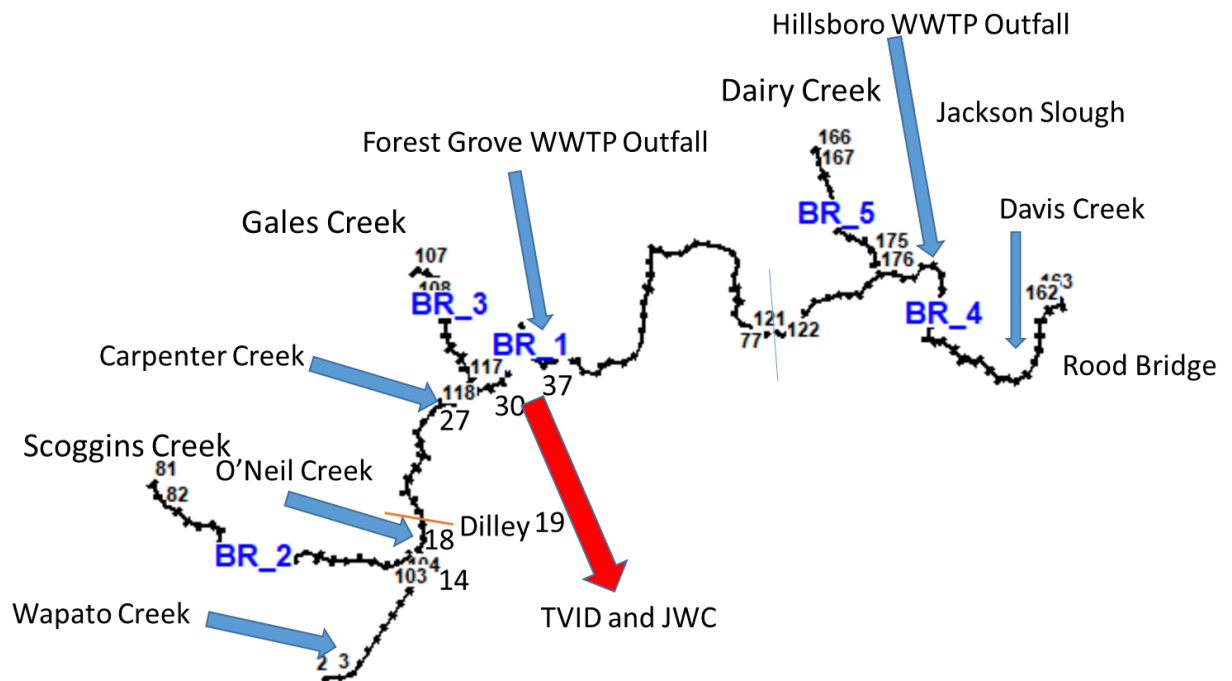 Hillsboro WWTP Outfall
Dairy Creek
Jackson Slough
Forest Grove WWTP Outfall
166
167
BR_5
Davis Creek
Gales Creek
175
176
107
108
BR_3
163
162
BR_4
121
122
77
BR_1
Carpenter Creek
117
37
Rood Bridge
118
30
27
Scoggins Creek
81
O'Neil Creek
82
Dilley 19
18
BR_2
104
103
14
Wapato Creek
TVID and JWC
2 3